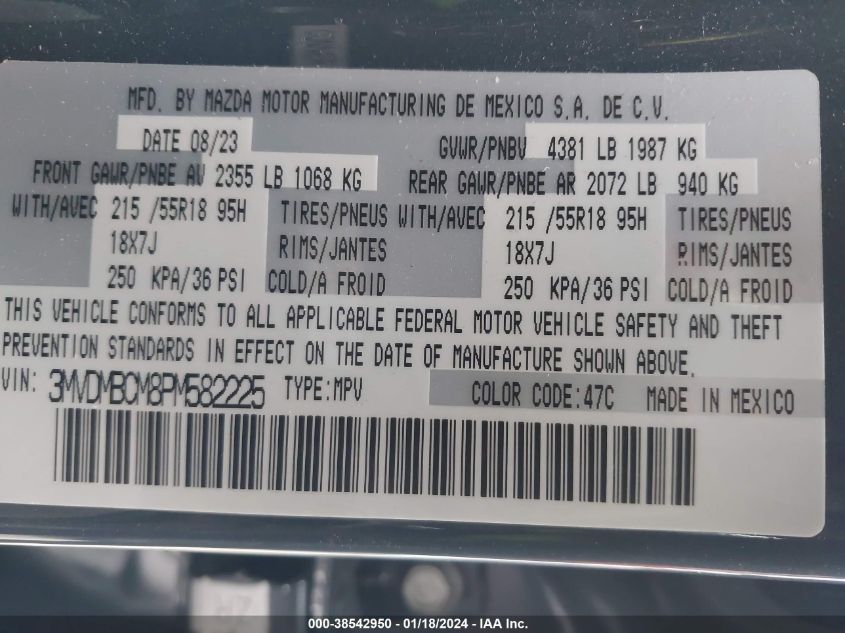 MFD. BY MAZDA MOTOR MANUFACTURING DE MEXICO S.A. DE C.V.
DATE 08/23 GVWR/PNBV 4381 LB 1987 KG
FRONT GAWR/PNBE AV 2355 LB 1068 KG REAR GAWR/PNBE AR 2072 LB 940 KG
WITH/AVEC 215 /55R18 95H TIRES/PNEUS WITH/AVEC 215 /55R18 95H TIRES/PNEUS
18X7J RIMS/JANTES 18X7J RIMS/JANTES
250 KPA/36 PSI COLD/A FROID 250 KPA/36 PSI COLD/A FROID
THIS VEHICLE CONFORMS TO ALL APPLICABLE FEDERAL MOTOR VEHICLE SAFETY AND THEFT
PREVENTION STANDARDS IN EFFECT ON THE DATE OF MANUFACTURE SHOWN ABOVE.
VIN: 3MVDMBCM8PM582225 TYPE:MPV COLOR CODE:47C MADE IN MEXICO
000-38542950 — 01/18/2024 — IAA Inc.